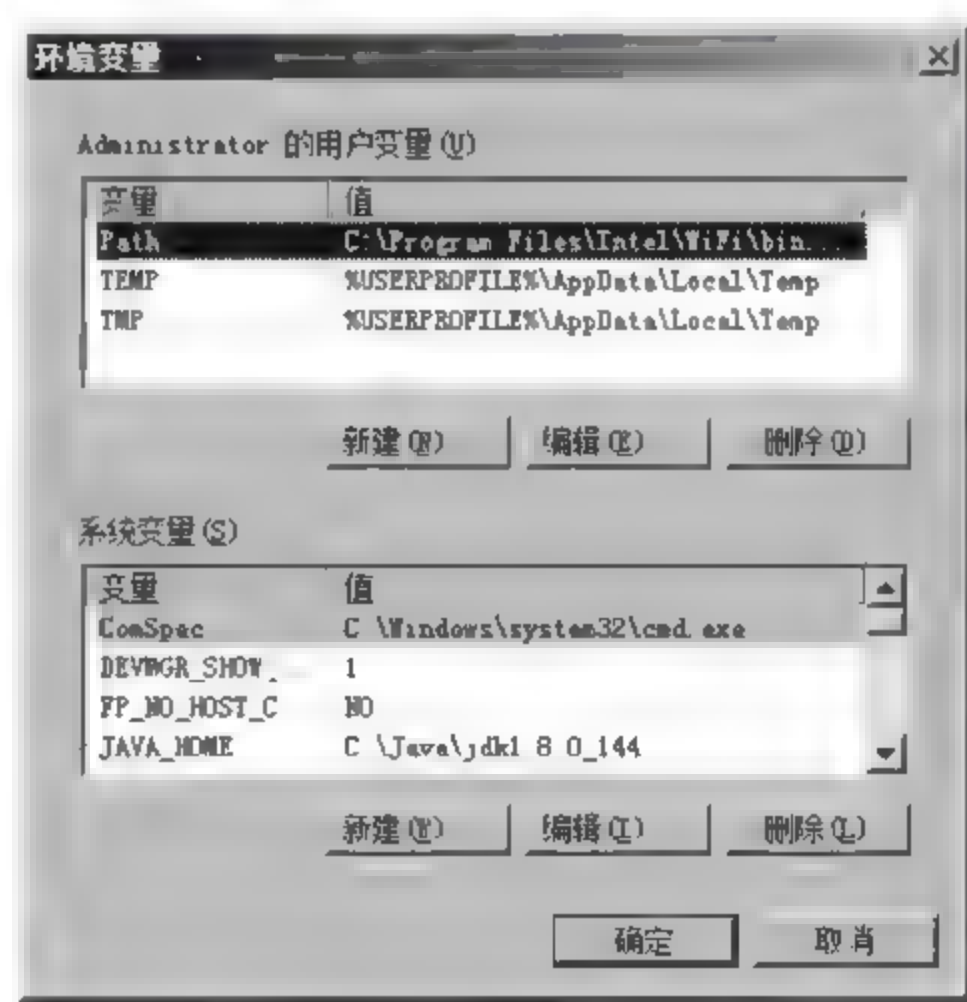 环境变量
Administrator 的用户变量(U)
变量 值
Path C:\Program Files\Intel\WiFi\bin...
TEMP %USERPROFILE%\AppData\Local\Temp
TMP %USERPROFILE%\AppData\Local\Temp
新建(N) 编辑(E) 删除(D)
系统变量(S)
变量 值
ComSpec C \Windows\system32\cmd.exe
DEVMGR_SHOW_ 1
FP_NO_HOST_C NO
JAVA_HOME C \Java\jdk1 8 0_144
新建(W) 编辑(I) 删除(L)
确定 取消